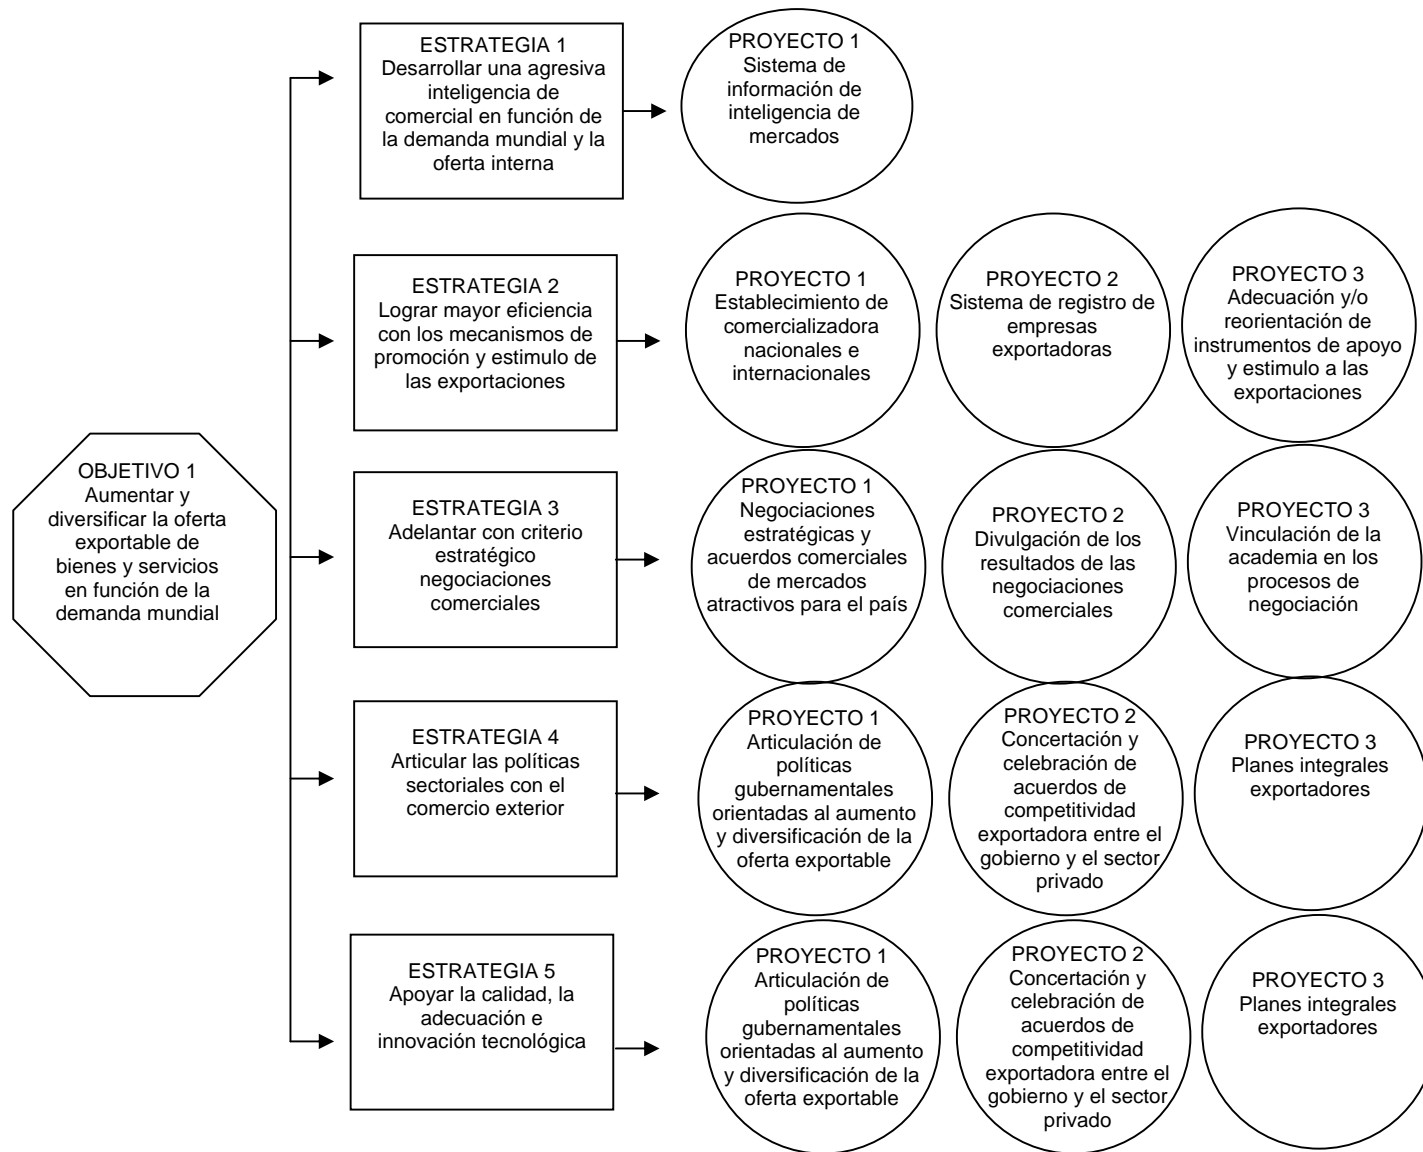 OBJETIVO 1
Aumentar y
diversificar la oferta
exportable de
bienes y servicios
en función de la
demanda mundial
ESTRATEGIA 1
Desarrollar una agresiva
inteligencia de
comercial en función de
la demanda mundial y la
oferta interna
PROYECTO 1
Sistema de
información de
inteligencia de
mercados
ESTRATEGIA 2
Lograr mayor eficiencia
con los mecanismos de
promoción y estimulo de
las exportaciones
PROYECTO 1
Establecimiento de
comercializadora
nacionales e
internacionales
PROYECTO 2
Sistema de registro de
empresas
exportadoras
PROYECTO 3
Adecuación y/o
reorientación de
instrumentos de apoyo
y estimulo a las
exportaciones
ESTRATEGIA 3
Adelantar con criterio
estratégico
negociaciones
comerciales
PROYECTO 1
Negociaciones
estratégicas y
acuerdos comerciales
de mercados
atractivos para el país
PROYECTO 2
Divulgación de los
resultados de las
negociaciones
comerciales
PROYECTO 3
Vinculación de la
academia en los
procesos de
negociación
ESTRATEGIA 4
Articular las políticas
sectoriales con el
comercio exterior
PROYECTO 1
Articulación de
políticas
gubernamentales
orientadas al aumento
y diversificación de la
oferta exportable
PROYECTO 2
Concertación y
celebración de
acuerdos de
competitividad
exportadora entre el
gobierno y el sector
privado
PROYECTO 3
Planes integrales
exportadores
ESTRATEGIA 5
Apoyar la calidad, la
adecuación e
innovación tecnológica
PROYECTO 1
Articulación de
políticas
gubernamentales
orientadas al aumento
y diversificación de la
oferta exportable
PROYECTO 2
Concertación y
celebración de
acuerdos de
competitividad
exportadora entre el
gobierno y el sector
privado
PROYECTO 3
Planes integrales
exportadores